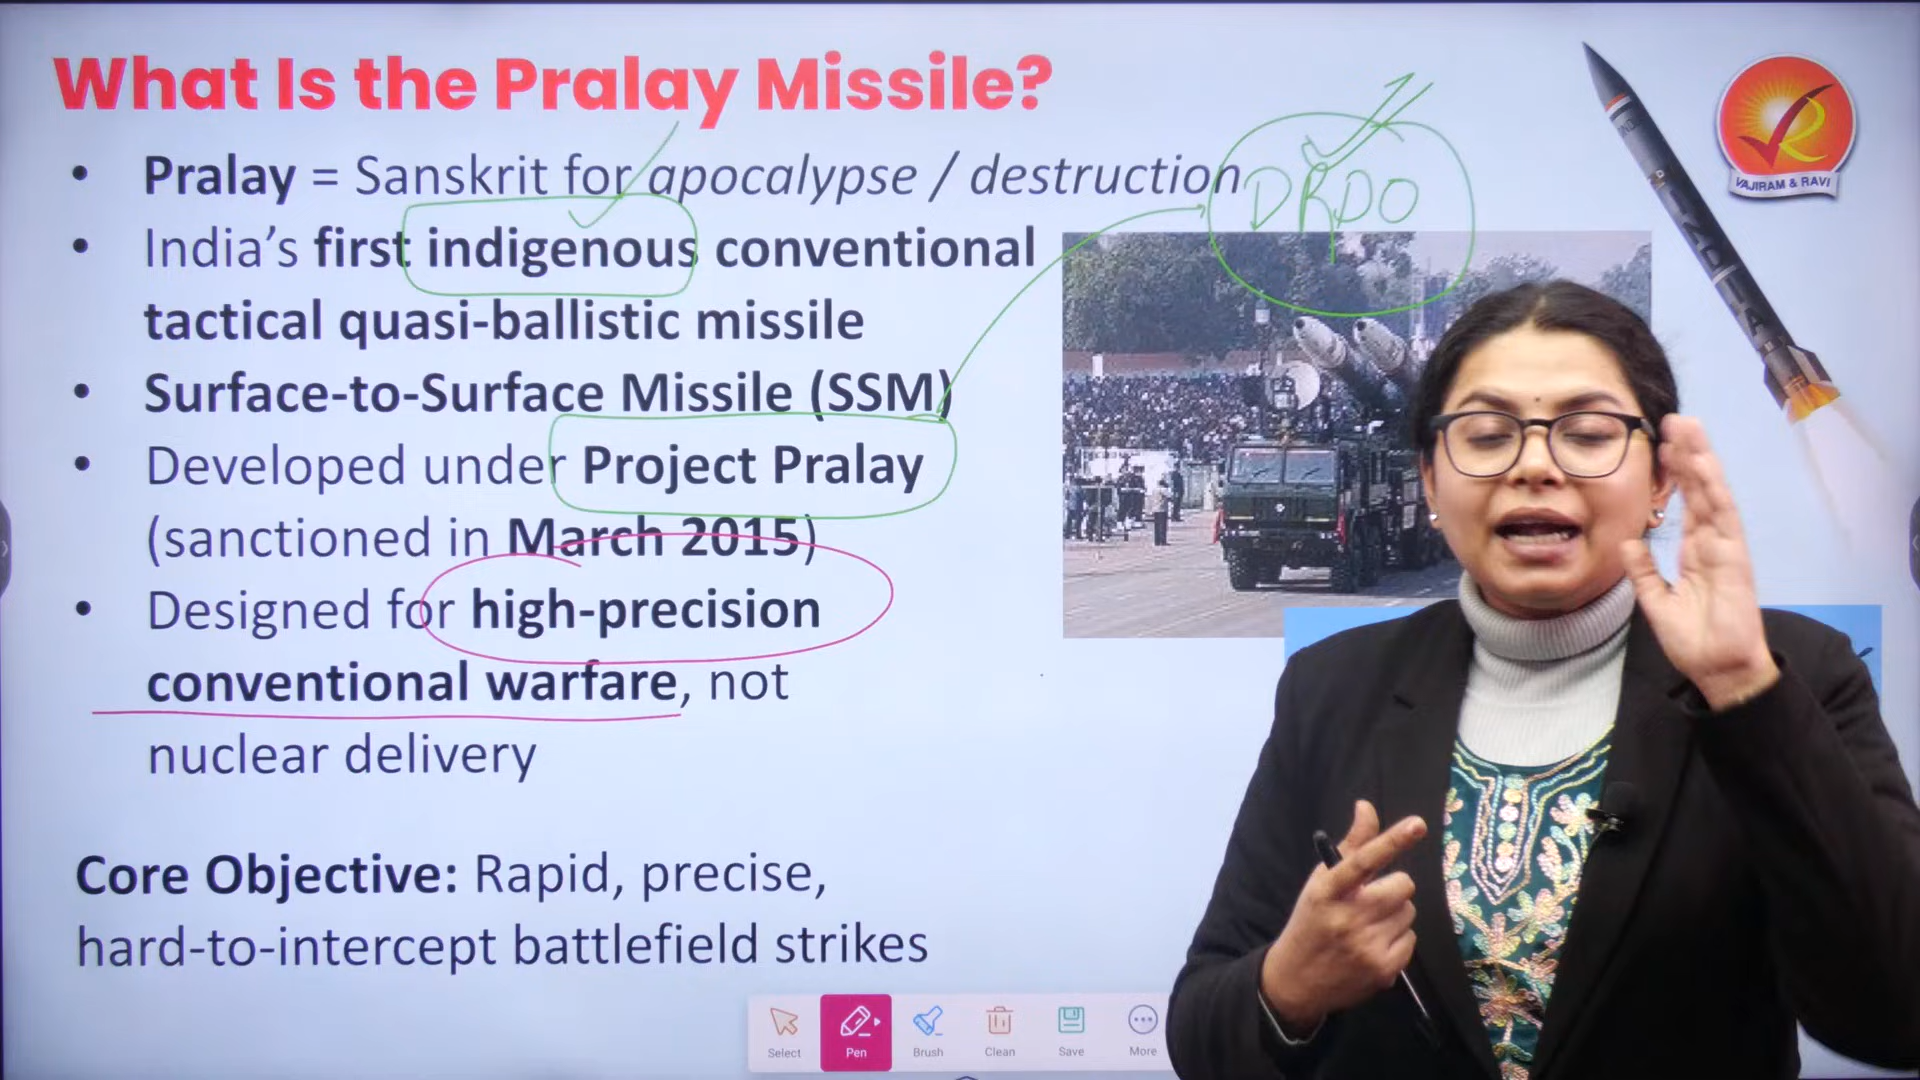 What Is the Pralay Missile?
• Pralay = Sanskrit for apocalypse / destruction
DRDO
VAJIRAM & RAVI
• India’s first indigenous conventional
tactical quasi-ballistic missile
• Surface-to-Surface Missile (SSM)
• Developed under Project Pralay
(sanctioned in March 2015)
• Designed for high-precision
conventional warfare, not
nuclear delivery
Core Objective: Rapid, precise,
hard-to-intercept battlefield strikes
Select
Pen
Brush
Clean
Save
More